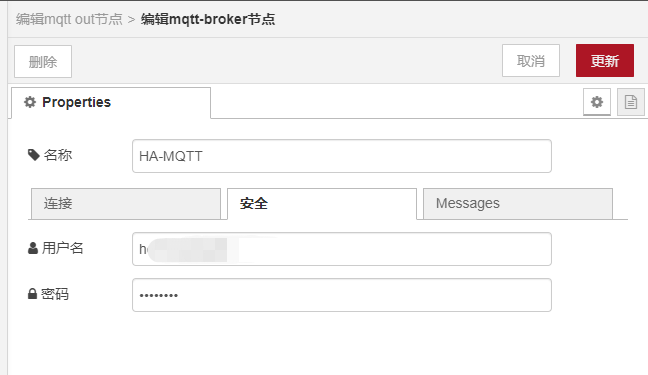 编辑mqtt out节点 > 编辑mqtt-broker节点
删除 取消 更新
Properties
名称 HA-MQTT
连接 安全 Messages
用户名
密码 ••••••••